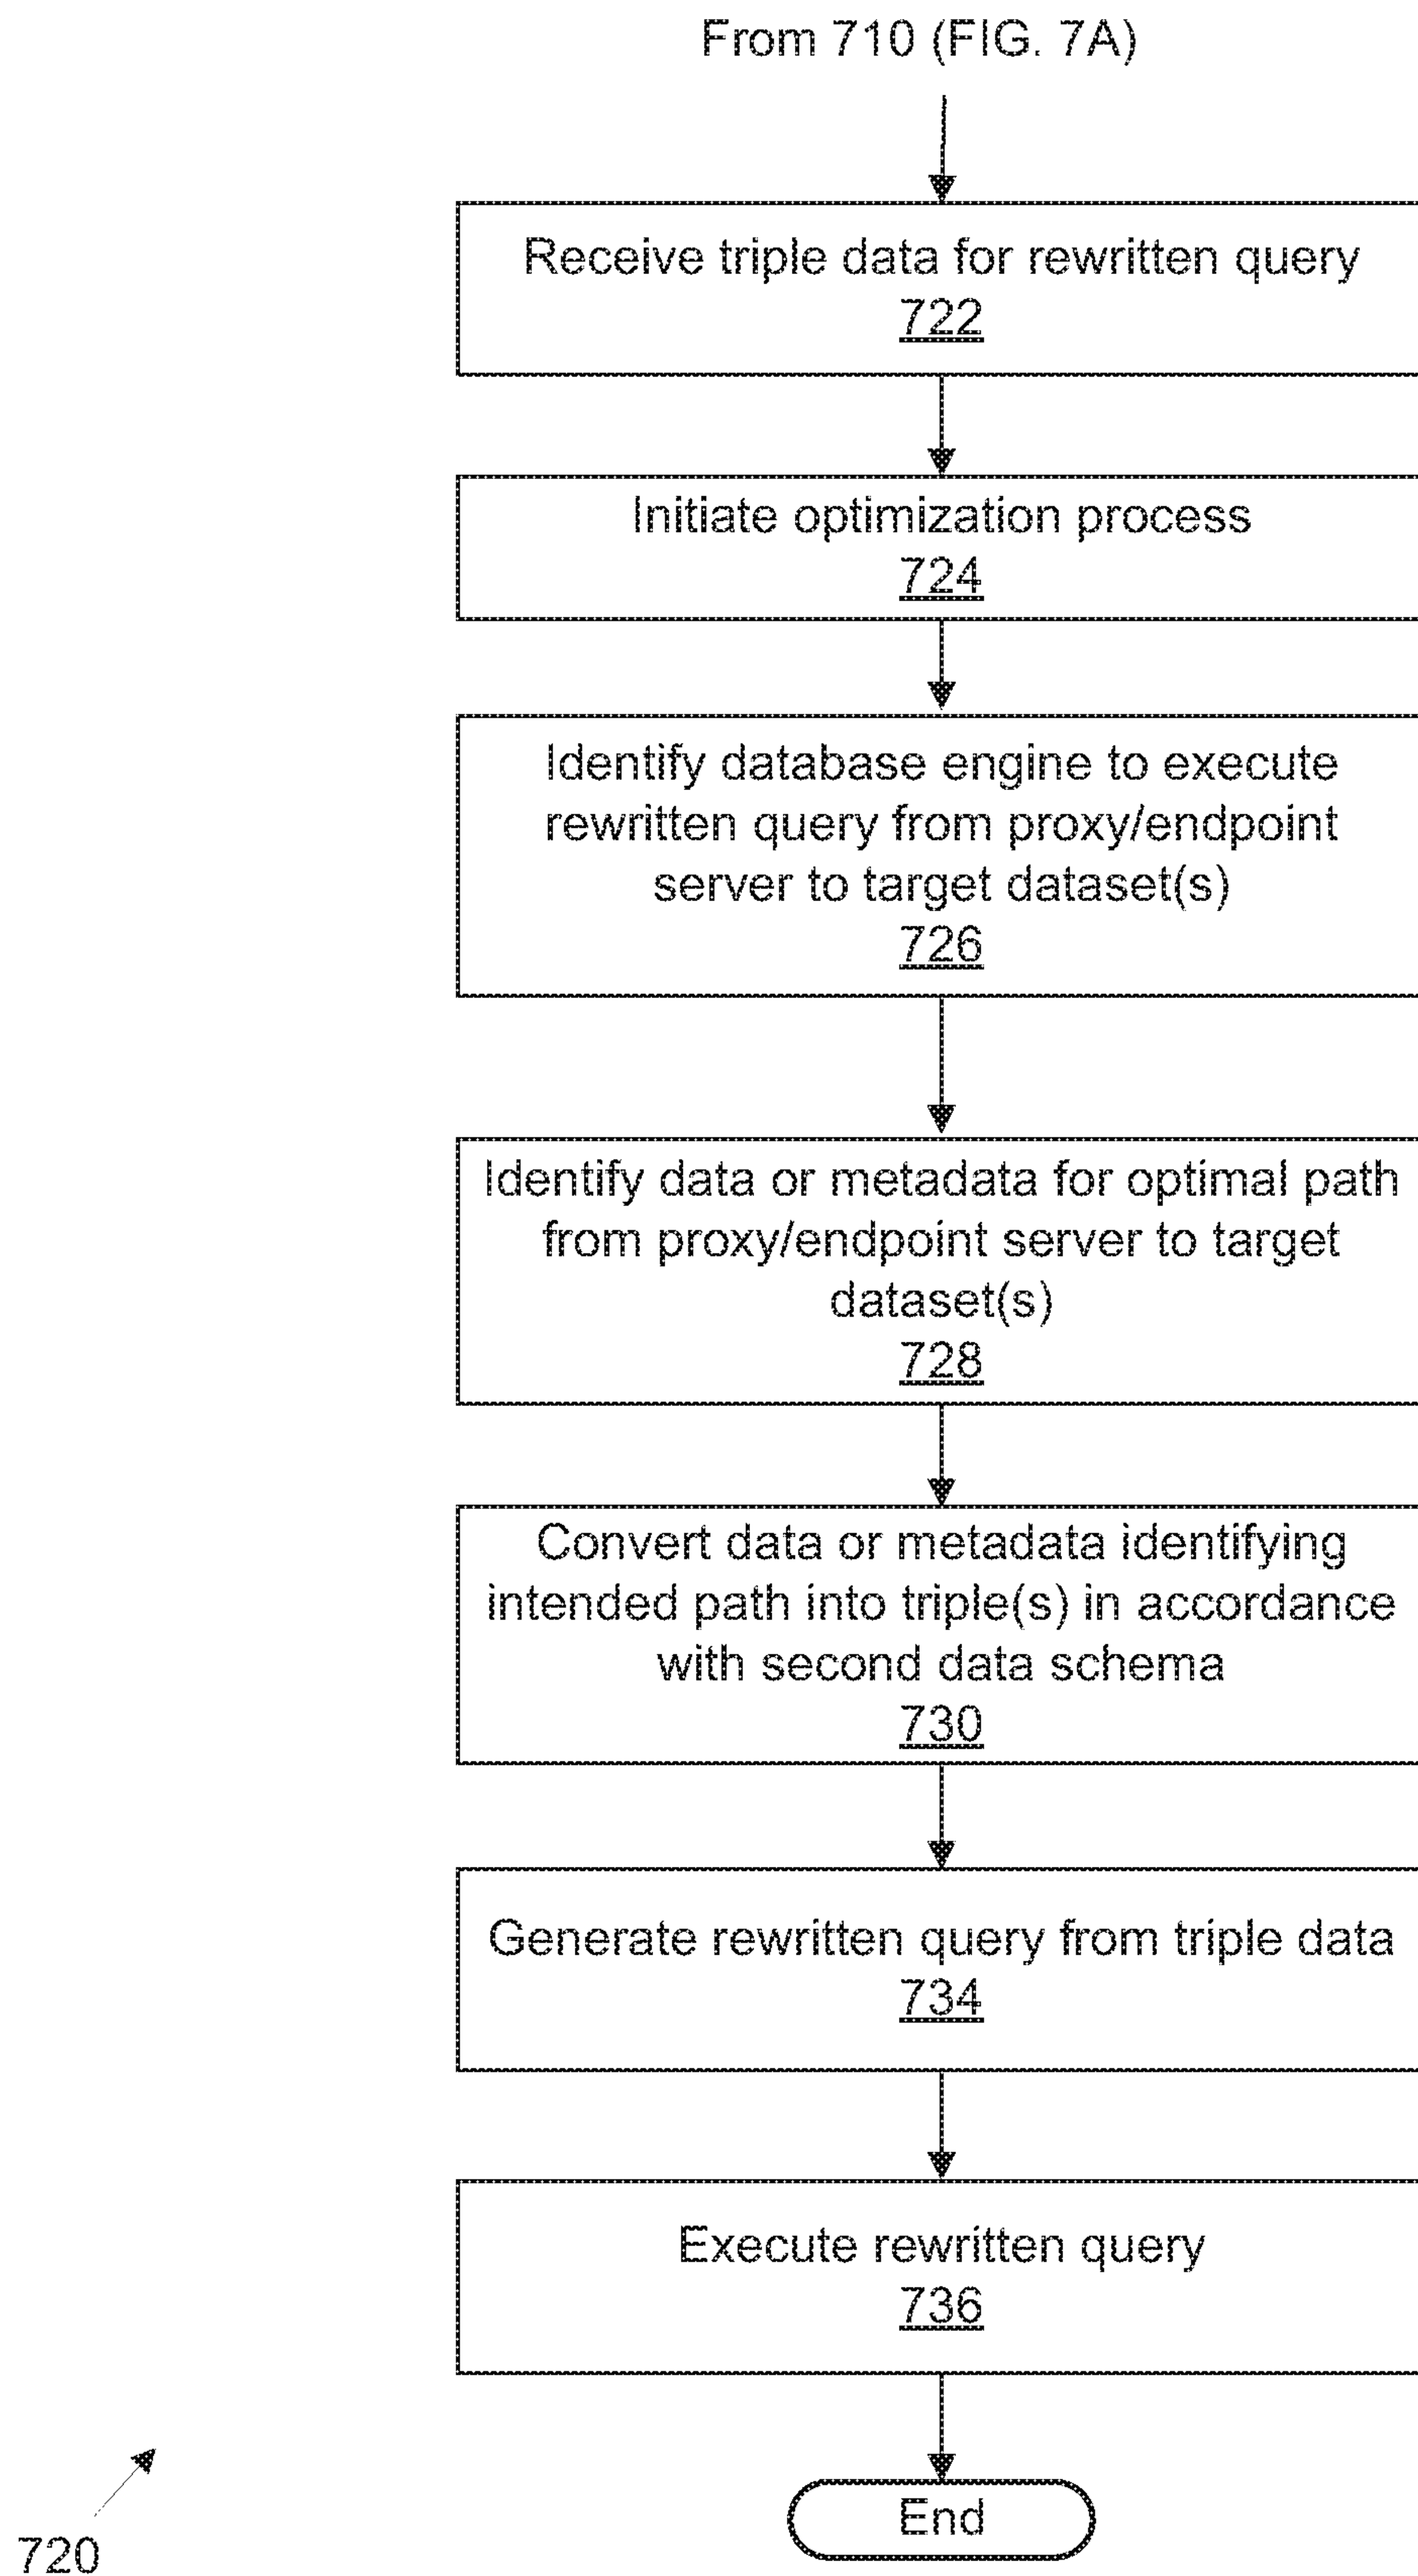 From 710 (FIG. 7A)
Receive triple data for rewritten query
722
Initiate optimization process
724
Identify database engine to execute
rewritten query from proxy/endpoint
server to target dataset(s)
726
Identify data or metadata for optimal path
from proxy/endpoint server to target
dataset(s)
728
Convert data or metadata identifying
intended path into triple(s) in accordance
with second data schema
730
Generate rewritten query from triple data
734
Execute rewritten query
736
End
720